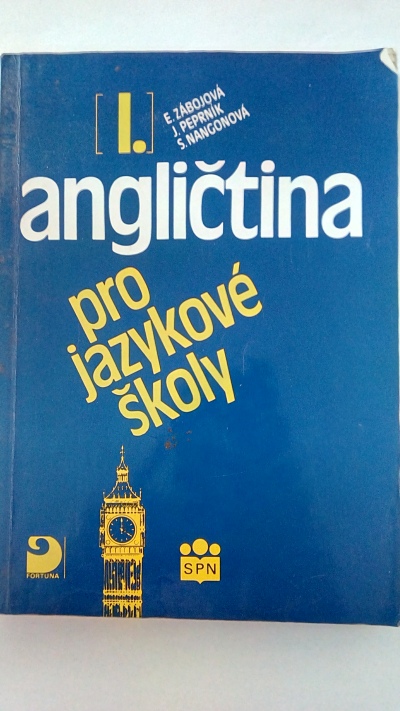 [I.]
E. ZÁBOJOVÁ
J. PEPRNÍK
S. NANGONOVÁ
angličtina
pro
jazykové
školy
FORTUNA
SPN